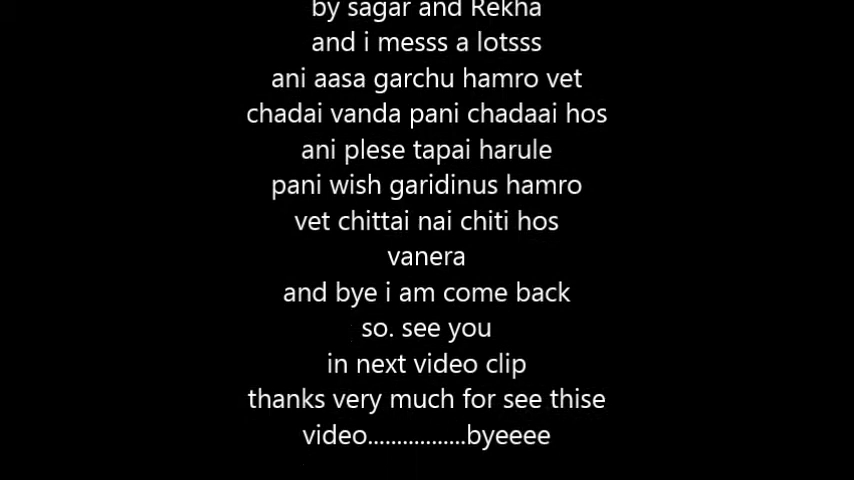 by sagar and Rekha
and i messs a lotsss
ani aasa garchu hamro vet
chadai vanda pani chadaai hos
ani plese tapai harule
pani wish garidinus hamro
vet chittai nai chiti hos
vanera
and bye i am come back
so. see you
in next video clip
thanks very much for see thise
video.................byeeee